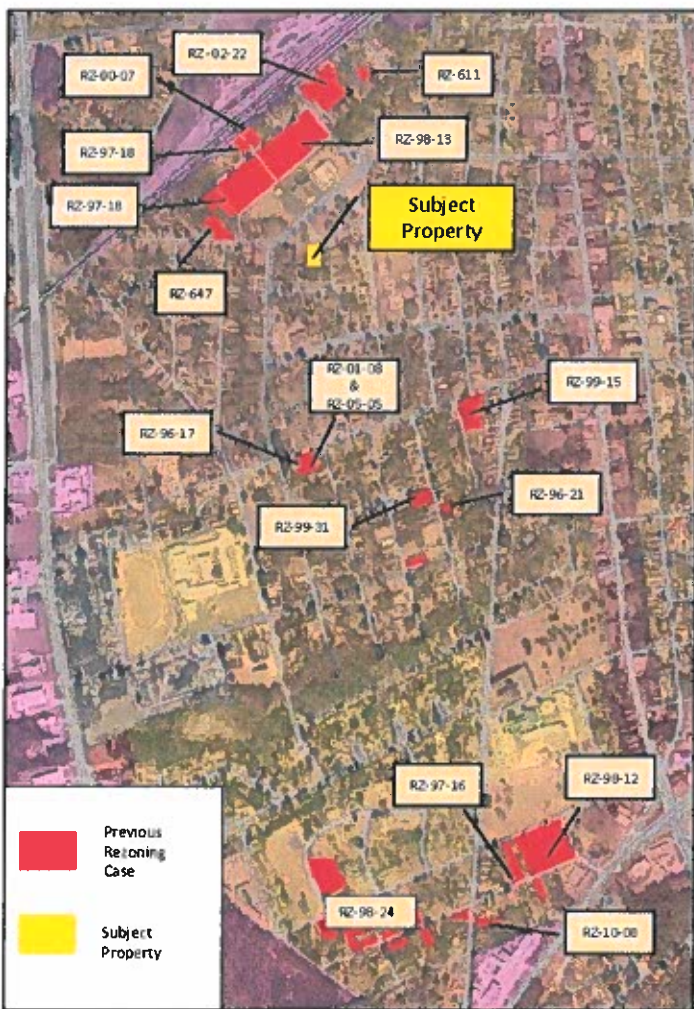 RZ-02-22
RZ-00-07
RZ-611
RZ-97-18
RZ-98-13
RZ-97-18
Subject
Property
RZ-647
RZ-01-08
&
RZ-05-05
RZ-99-15
RZ-96-17
RZ-96-21
RZ-99-31
RZ-97-16
RZ-98-12
RZ-98-24
RZ-10-08
Previous
Rezoning
Case
Subject
Property